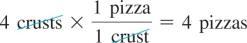 4 crusts × 1 pizza / 1 crust = 4 pizzas